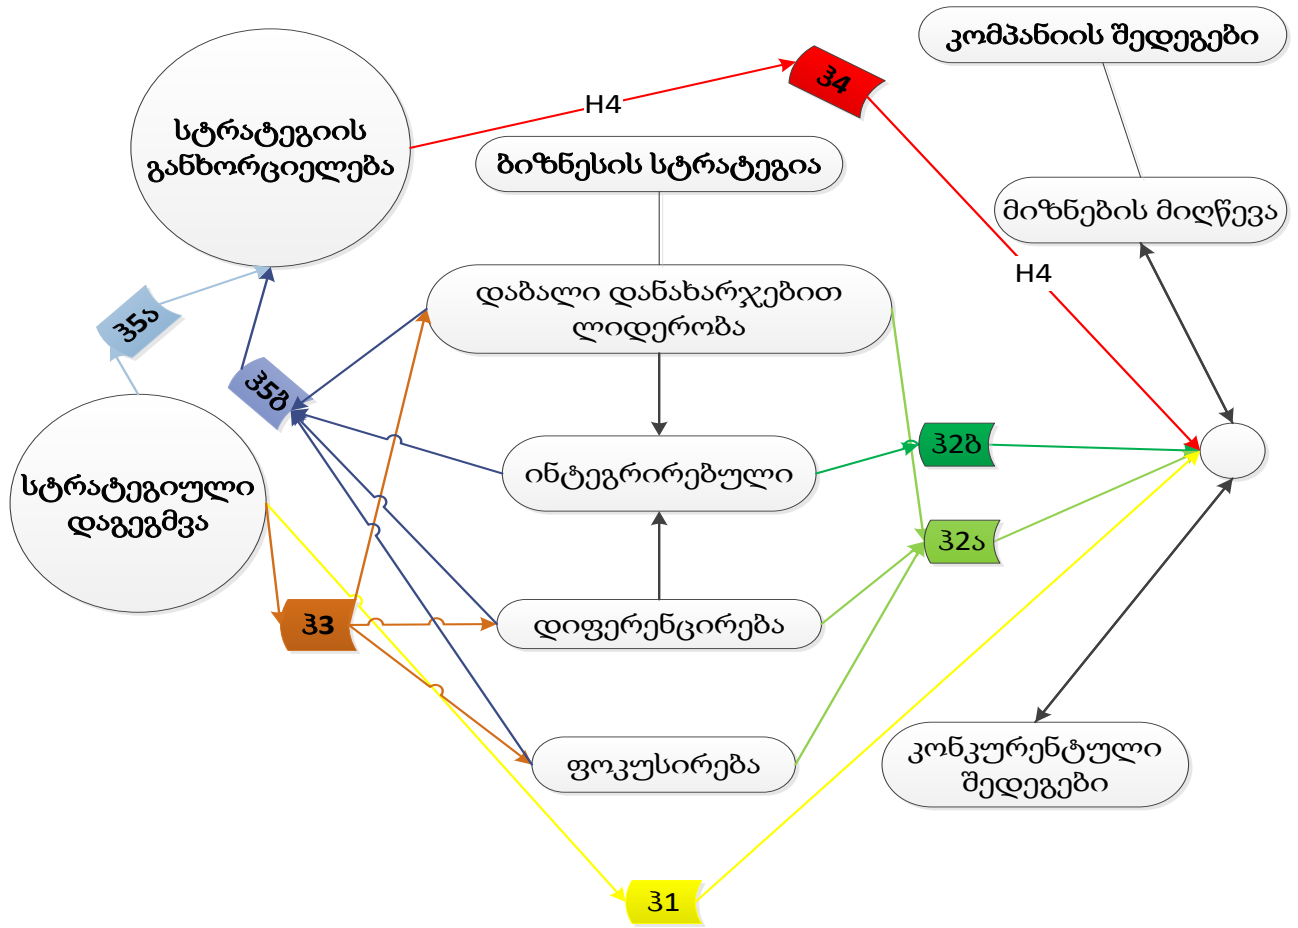 კომპანიის შედეგები
ჰ4
H4
სტრატეგიის
განხორციელება
ბიზნესის სტრატეგია
მიზნების მიღწევა
H4
დაბალი დანახარჯებით
ლიდერობა
ჰ5ა
ჰ5ბ
ჰ2ბ
ინტეგრირებული
სტრატეგიული
დაგეგმვა
ჰ2ა
ჰ3
დიფერენცირება
ფოკუსირება
კონკურენტული
შედეგები
ჰ1